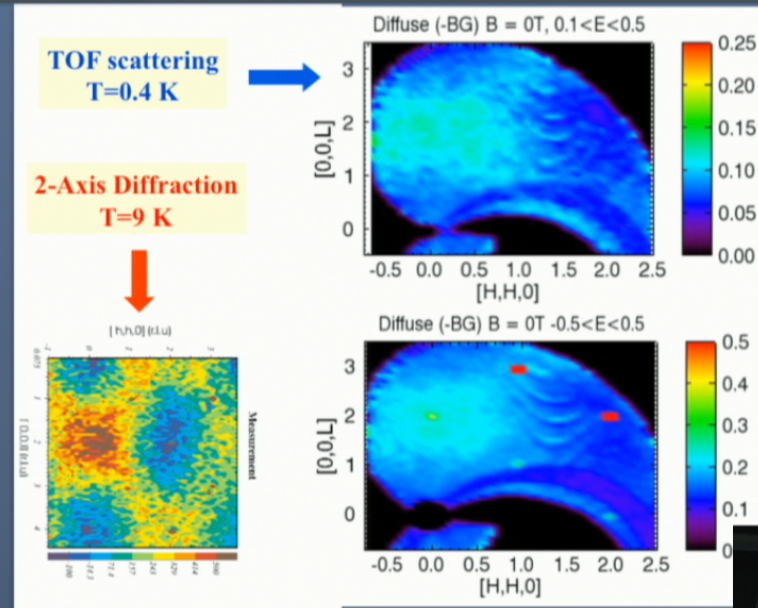 TOF scattering
T=0.4 K
2-Axis Diffraction
T=9 K
Diffuse (-BG) B = 0T, 0.1<E<0.5
[0,0,L]
3
2
1
0
-0.5 0.0 0.5 1.0 1.5 2.0 2.5
[H,H,0]
0.25
0.20
0.15
0.10
0.05
0.00
Diffuse (-BG) B = 0T -0.5<E<0.5
[0,0,L]
3
2
1
0
-0.5 0.0 0.5 1.0 1.5 2.0 2.5
[H,H,0]
0.5
0.4
0.3
0.2
0.1
0
[h,h,0] (r.l.u)
Measurement